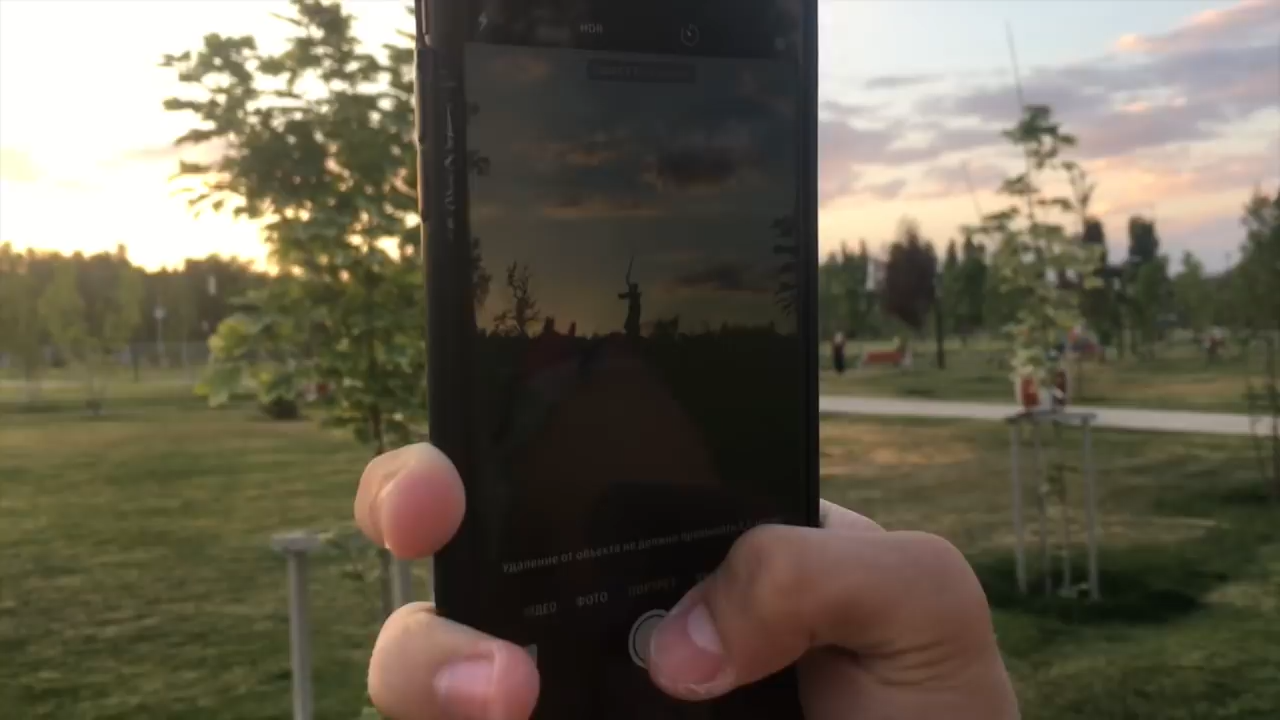 HDR
Удаление от объекта не должно превышать 2,5
ВИДЕО ФОТО ПОРТРЕТ